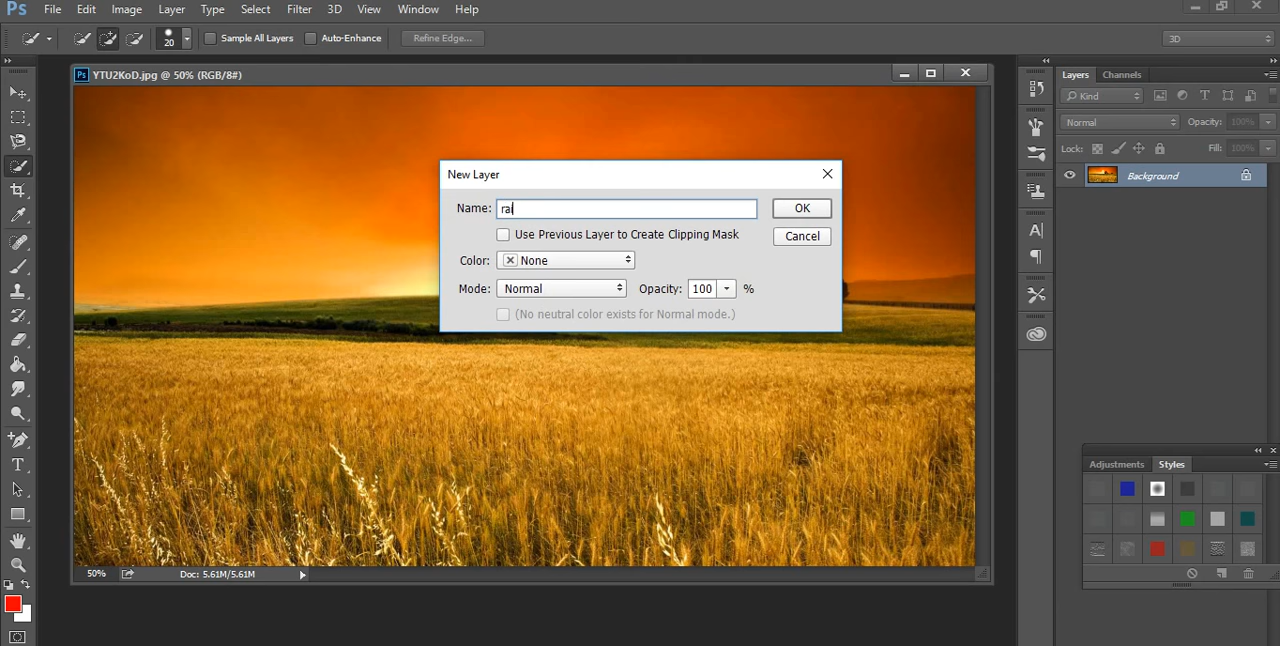 Ps File Edit Image Layer Type Select Filter 3D View Window Help
20 Sample All Layers Auto-Enhance Refine Edge... 3D
Ps YTU2KoD.jpg @ 50% (RGB/8#)
Layers Channels
Kind
Normal Opacity: 100%
Lock: Fill: 100%
Background
New Layer
Name: rai OK
Use Previous Layer to Create Clipping Mask Cancel
Color: None
Mode: Normal Opacity: 100 %
(No neutral color exists for Normal mode.)
Adjustments Styles
50% Doc: 5.61M/5.61M